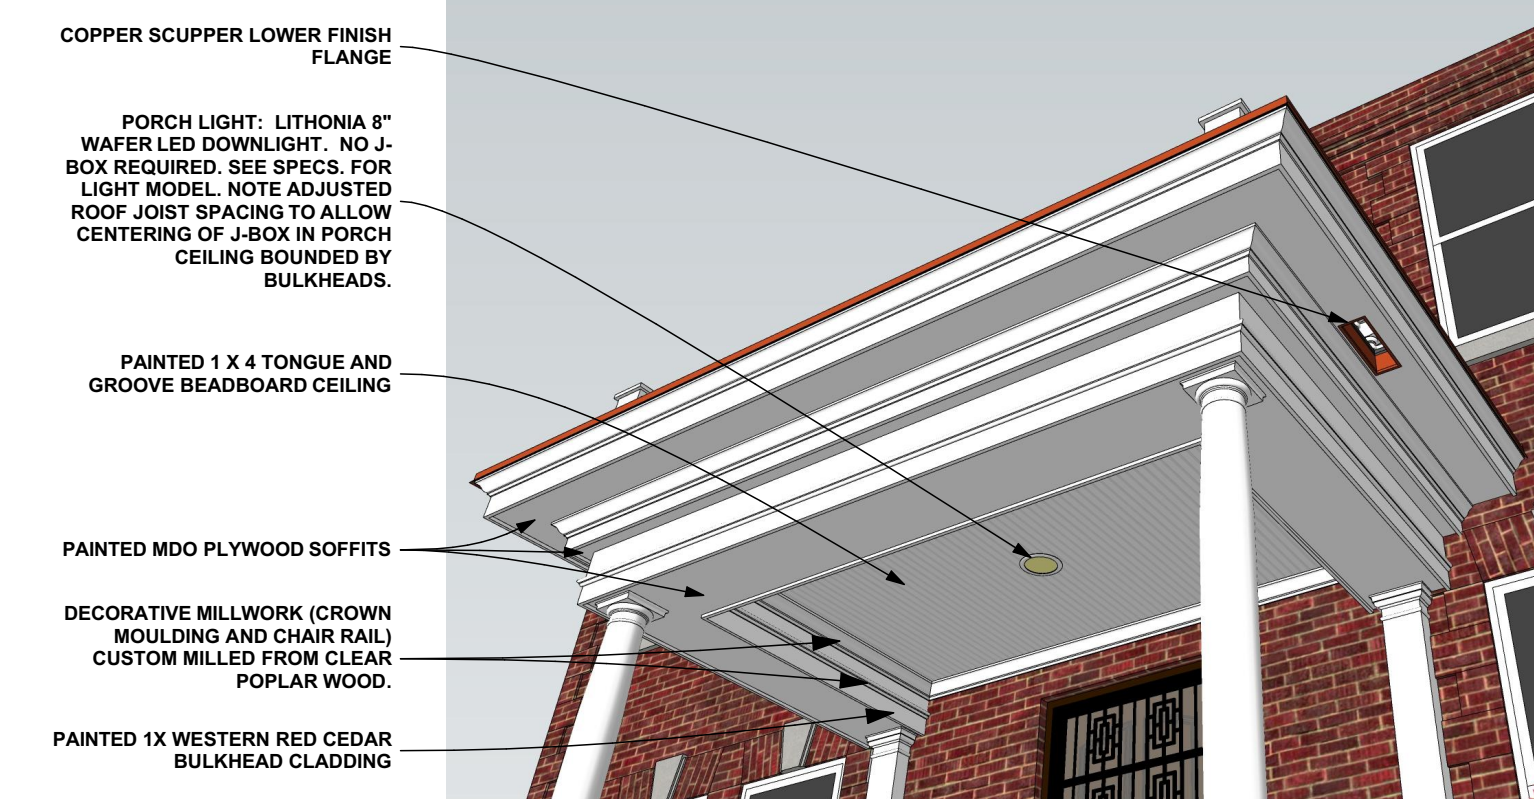 COPPER SCUPPER LOWER FINISH
FLANGE
PORCH LIGHT:  LITHONIA 8"
WAFER LED DOWNLIGHT.  NO J-
BOX REQUIRED. SEE SPECS. FOR
LIGHT MODEL. NOTE ADJUSTED
ROOF JOIST SPACING TO ALLOW
CENTERING OF J-BOX IN PORCH
CEILING BOUNDED BY
BULKHEADS.
PAINTED 1 X 4 TONGUE AND
GROOVE BEADBOARD CEILING
PAINTED MDO PLYWOOD SOFFITS
DECORATIVE MILLWORK (CROWN
MOULDING AND CHAIR RAIL)
CUSTOM MILLED FROM CLEAR
POPLAR WOOD.
PAINTED 1X WESTERN RED CEDAR
BULKHEAD CLADDING